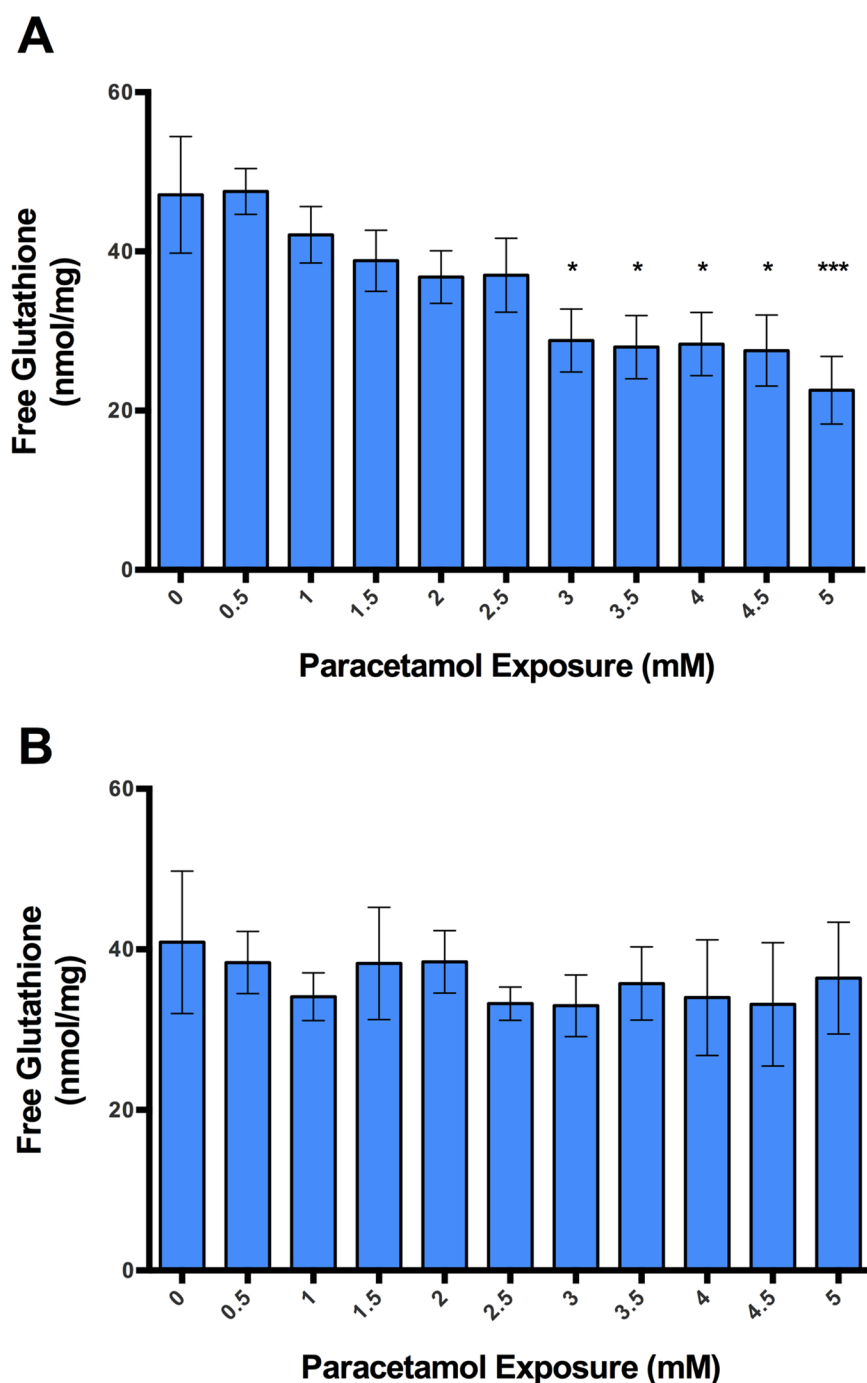 A
60
40
20
0
Free Glutathione
(nmol/mg)
* * * * ***
0 0.5 1 1.5 2 2.5 3 3.5 4 4.5 5
Paracetamol Exposure (mM)
B
60
40
20
0
Free Glutathione
(nmol/mg)
0 0.5 1 1.5 2 2.5 3 3.5 4 4.5 5
Paracetamol Exposure (mM)